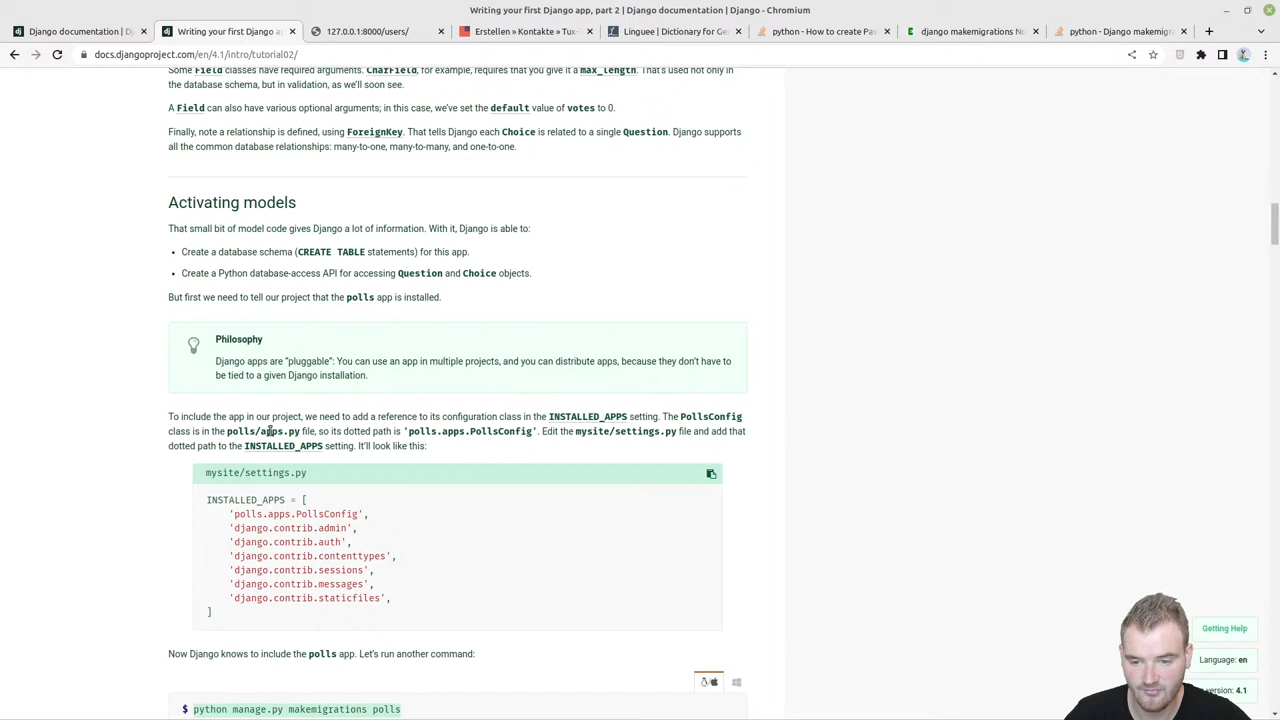 Writing your first Django app, part 2 | Django documentation | Django - Chromium
Django documentation | D
Writing your first Django a
127.0.0.1:8000/users/
Erstellen » Kontakte » Tux-
Linguee | Dictionary for Ge
python - How to create Pas
django makemigrations No
python - Django makemigra
docs.djangoproject.com/en/4.1/intro/tutorial02/
Some Field classes have required arguments. CharField, for example, requires that you give it a max_length. That's used not only in
the database schema, but in validation, as we'll soon see.
A Field can also have various optional arguments; in this case, we've set the default value of votes to 0.
Finally, note a relationship is defined, using ForeignKey. That tells Django each Choice is related to a single Question. Django supports
all the common database relationships: many-to-one, many-to-many, and one-to-one.
Activating models
That small bit of model code gives Django a lot of information. With it, Django is able to:
• Create a database schema (CREATE TABLE statements) for this app.
• Create a Python database-access API for accessing Question and Choice objects.
But first we need to tell our project that the polls app is installed.
Philosophy
Django apps are “pluggable”: You can use an app in multiple projects, and you can distribute apps, because they don't have to
be tied to a given Django installation.
To include the app in our project, we need to add a reference to its configuration class in the INSTALLED_APPS setting. The PollsConfig
class is in the polls/apps.py file, so its dotted path is 'polls.apps.PollsConfig'. Edit the mysite/settings.py file and add that
dotted path to the INSTALLED_APPS setting. It'll look like this:
mysite/settings.py
INSTALLED_APPS = [
'polls.apps.PollsConfig',
'django.contrib.admin',
'django.contrib.auth',
'django.contrib.contenttypes',
'django.contrib.sessions',
'django.contrib.messages',
'django.contrib.staticfiles',
]
Now Django knows to include the polls app. Let's run another command:
$ python manage.py makemigrations polls
Getting Help
Language: en
version: 4.1